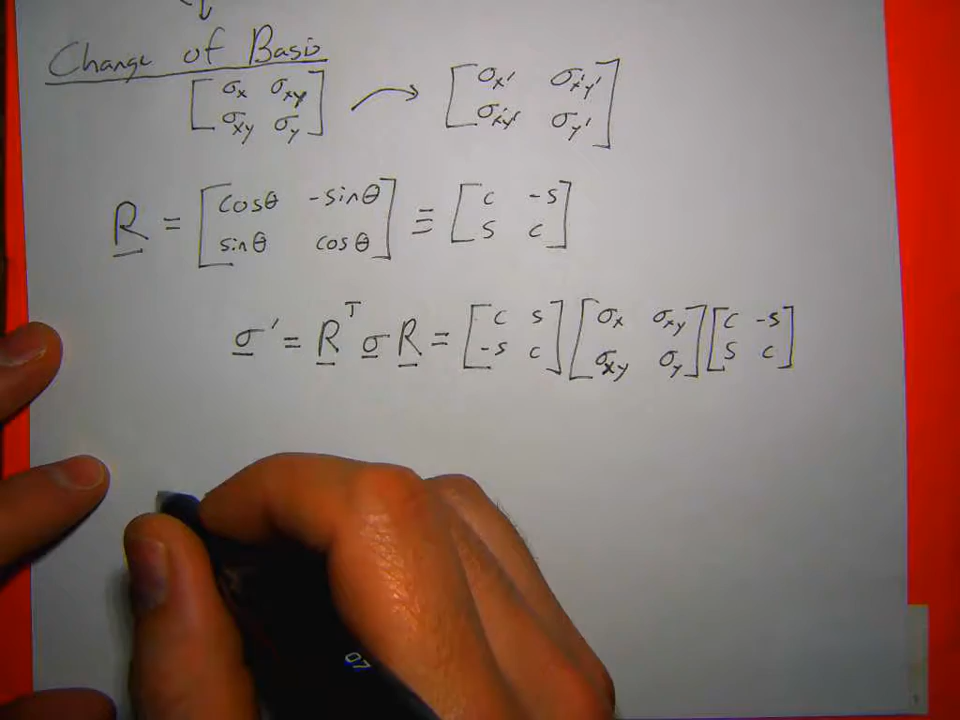 Change of Basis
[σx σxy; σxy σy] → [σx' σx'y'; σx'y' σy']
R = [cosθ -sinθ; sinθ cosθ] ≡ [c -s; s c]
σ' = R^T σ R = [c s; -s c] [σx σxy; σxy σy] [c -s; s c]
07